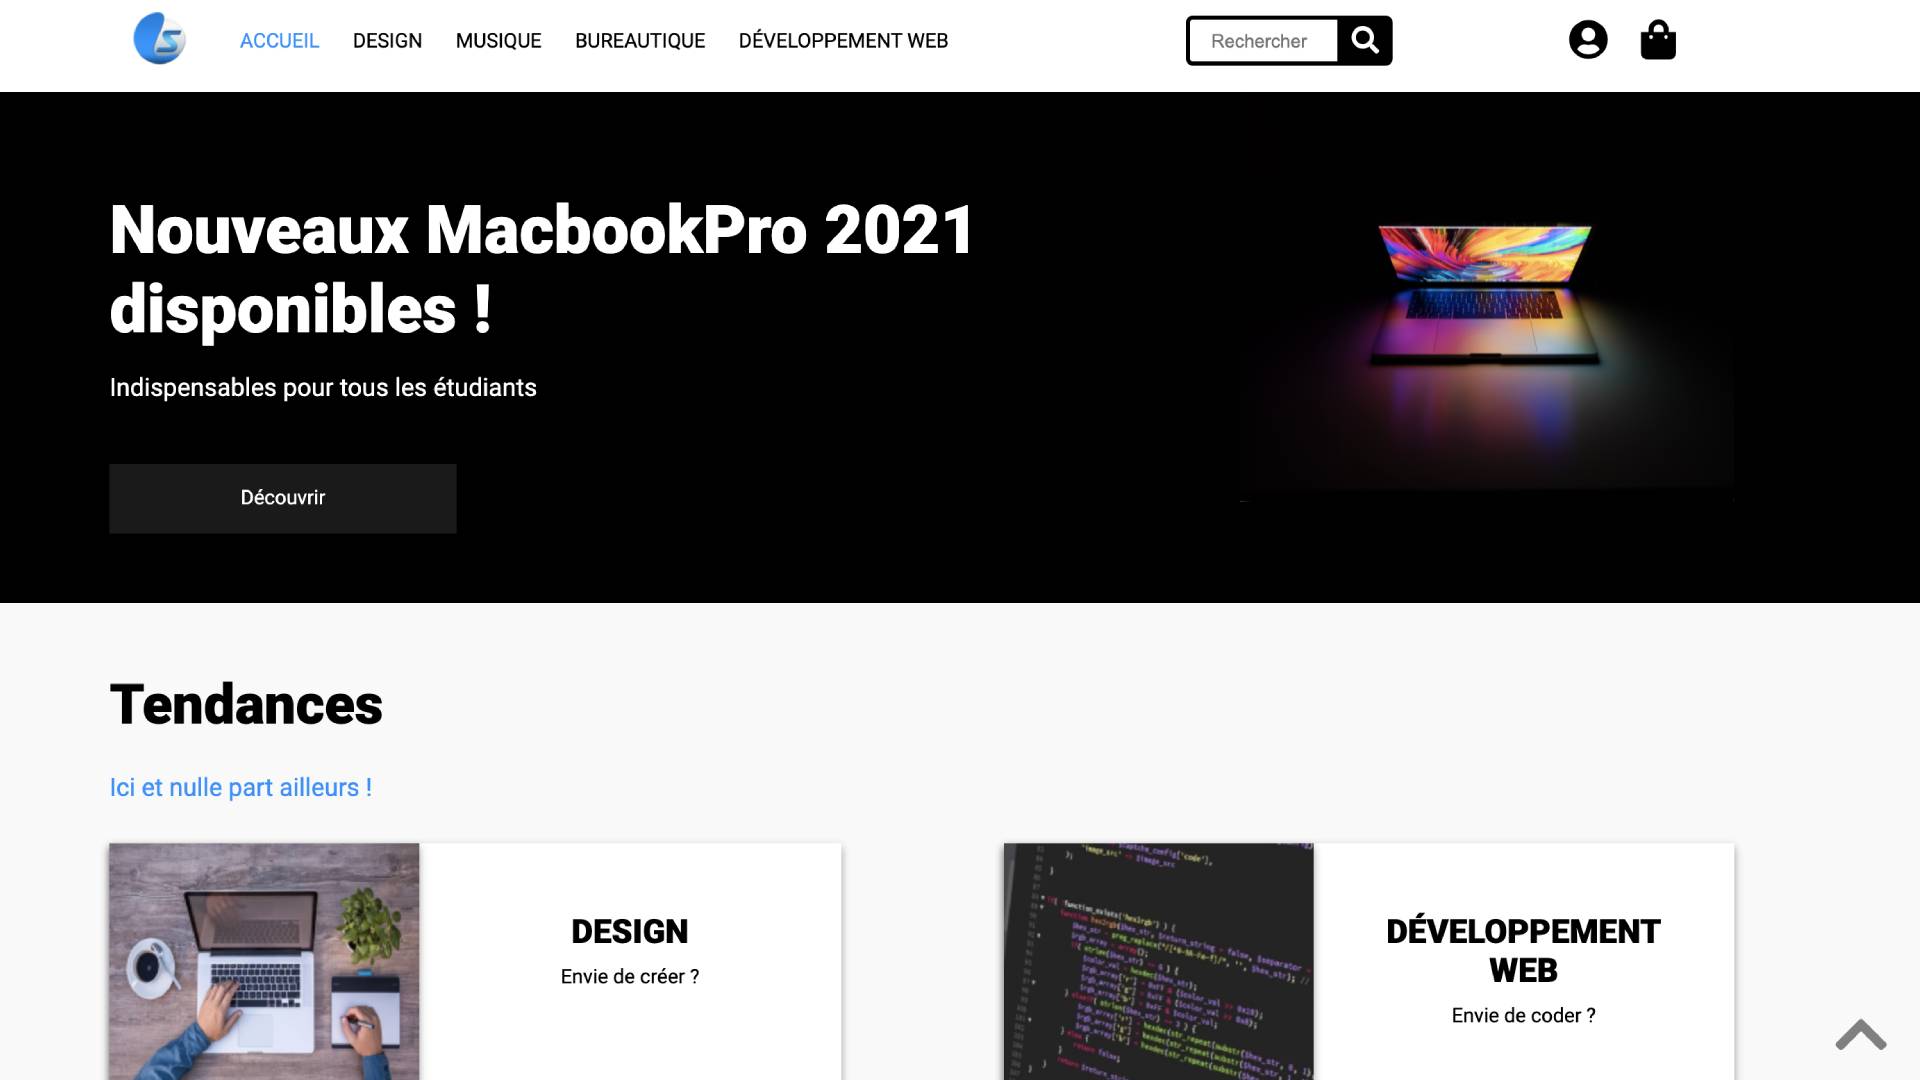 ACCUEIL DESIGN MUSIQUE BUREAUTIQUE DÉVELOPPEMENT WEB Rechercher
Nouveaux MacbookPro 2021
disponibles !
Indispensables pour tous les étudiants
Découvrir
Tendances
Ici et nulle part ailleurs !
DESIGN
Envie de créer ?
DÉVELOPPEMENT
WEB
Envie de coder ?